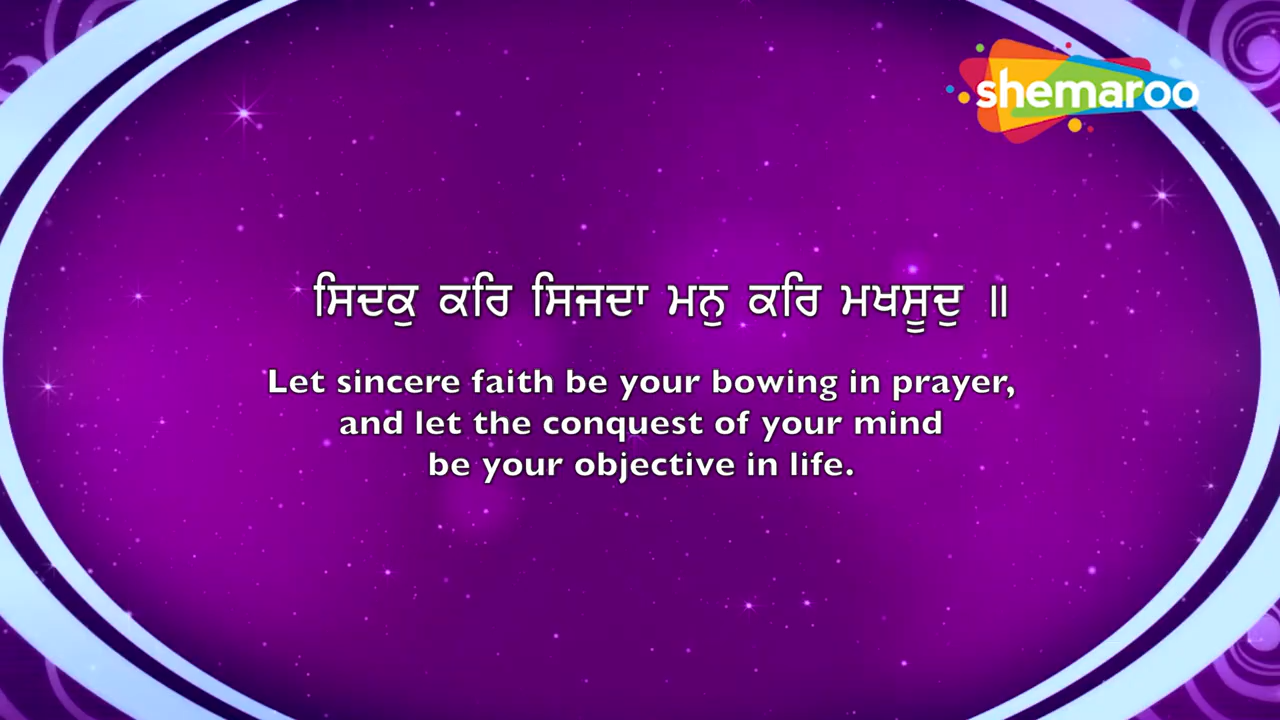 shemaroo
ਸਿਦਕੁ ਕਰਿ ਸਿਜਦਾ ਮਨੁ ਕਰਿ ਮਖਸੂਦੁ ॥
Let sincere faith be your bowing in prayer,
and let the conquest of your mind
be your objective in life.